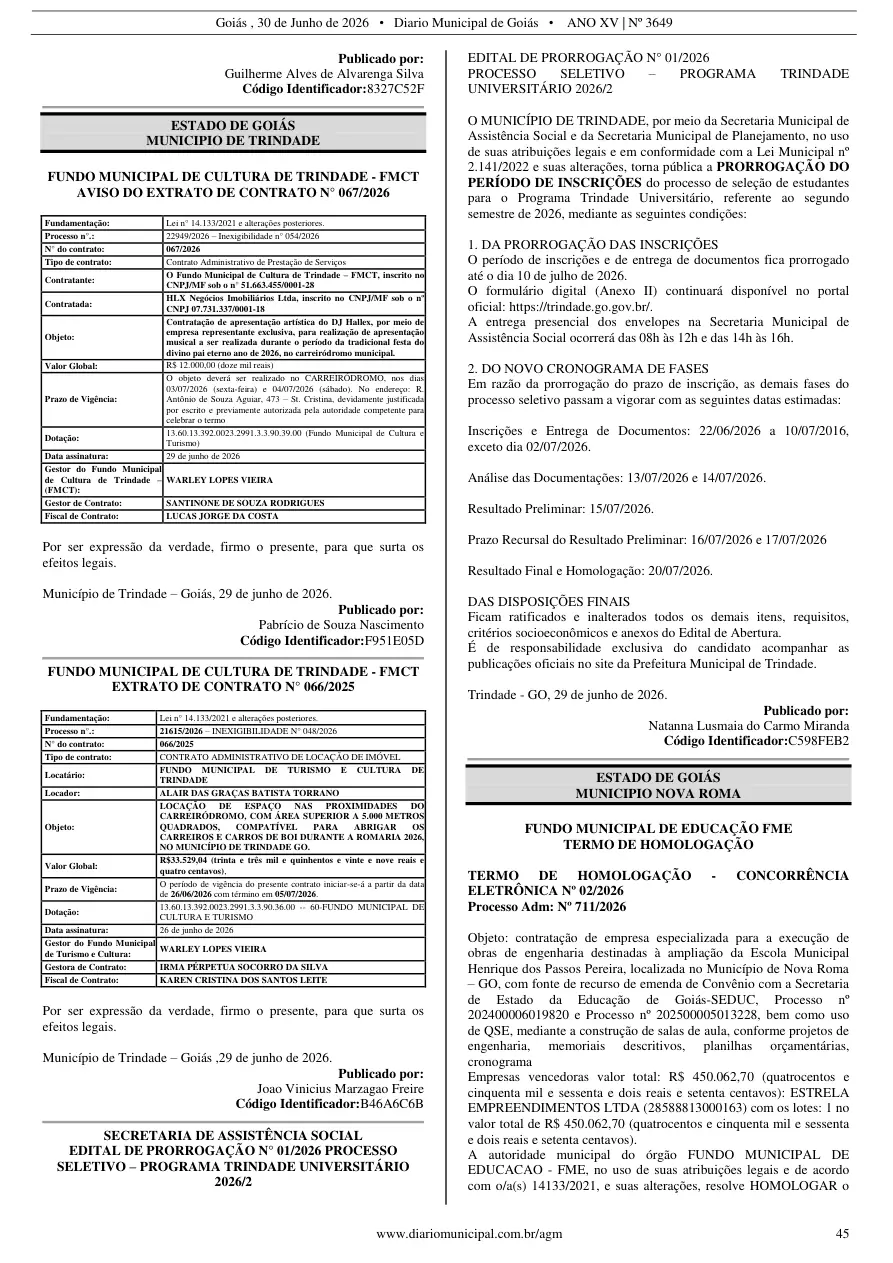 Goiás , 30 de Junho de 2026 • Diario Municipal de Goiás • ANO XV | Nº 3649
Publicado por:
Guilherme Alves de Alvarenga Silva
Código Identificador:8327C52F
ESTADO DE GOIÁS
MUNICIPIO DE TRINDADE
FUNDO MUNICIPAL DE CULTURA DE TRINDADE - FMCT
AVISO DO EXTRATO DE CONTRATO N° 067/2026
Fundamentação: Lei n° 14.133/2021 e alterações posteriores.
Processo n°.: 22949/2026 – Inexigibilidade n° 054/2026
N° do contrato: 067/2026
Tipo de contrato: Contrato Administrativo de Prestação de Serviços
Contratante: O Fundo Municipal de Cultura de Trindade – FMCT, inscrito no
CNPJ/MF sob o n° 51.663.455/0001-28
Contratada: HLX Negócios Imobiliários Ltda, inscrito no CNPJ/MF sob o nº
CNPJ 07.731.337/0001-18
Objeto: Contratação de apresentação artística do DJ Hallex, por meio de
empresa representante exclusiva, para realização de apresentação
musical a ser realizada durante o período da tradicional festa do
divino pai eterno ano de 2026, no carreiródromo municipal.
Valor Global: R$ 12.000,00 (doze mil reais)
Prazo de Vigência: O objeto deverá ser realizado no CARREIRÓDROMO, nos dias
03/07/2026 (sexta-feira) e 04/07/2026 (sábado). No endereço: R.
Antônio de Souza Aguiar, 473 – St. Cristina, devidamente justificada
por escrito e previamente autorizada pela autoridade competente para
celebrar o termo
Dotação: 13.60.13.392.0023.2991.3.3.90.39.00 (Fundo Municipal de Cultura e
Turismo)
Data assinatura: 29 de junho de 2026
Gestor do Fundo Municipal
de Cultura de Trindade –
(FMCT): WARLEY LOPES VIEIRA
Gestor de Contrato: SANTINONE DE SOUZA RODRIGUES
Fiscal de Contrato: LUCAS JORGE DA COSTA
Por ser expressão da verdade, firmo o presente, para que surta os
efeitos legais.
Município de Trindade – Goiás, 29 de junho de 2026.
Publicado por:
Pabrício de Souza Nascimento
Código Identificador:F951E05D
FUNDO MUNICIPAL DE CULTURA DE TRINDADE - FMCT
EXTRATO DE CONTRATO N° 066/2025
Fundamentação: Lei n° 14.133/2021 e alterações posteriores.
Processo n°.: 21615/2026 – INEXIGIBILIDADE N° 048/2026
N° do contrato: 066/2025
Tipo de contrato: CONTRATO ADMINISTRATIVO DE LOCAÇÃO DE IMÓVEL
Locatário: FUNDO MUNICIPAL DE TURISMO E CULTURA DE
TRINDADE
Locador: ALAIR DAS GRAÇAS BATISTA TORRANO
Objeto: LOCAÇÃO DE ESPAÇO NAS PROXIMIDADES DO
CARREIRÓDROMO, COM ÁREA SUPERIOR A 5.000 METROS
QUADRADOS, COMPATÍVEL PARA ABRIGAR OS
CARREIROS E CARROS DE BOI DURANTE A ROMARIA 2026,
NO MUNICÍPIO DE TRINDADE GO.
Valor Global: R$33.529,04 (trinta e três mil e quinhentos e vinte e nove reais e
quatro centavos),
Prazo de Vigência: O período de vigência do presente contrato iniciar-se-á a partir da data
de 26/06/2026 com término em 05/07/2026.
Dotação: 13.60.13.392.0023.2991.3.3.90.36.00 -- 60-FUNDO MUNICIPAL DE
CULTURA E TURISMO
Data assinatura: 26 de junho de 2026
Gestor do Fundo Municipal
de Turismo e Cultura: WARLEY LOPES VIEIRA
Gestora de Contrato: IRMA PÉRPETUA SOCORRO DA SILVA
Fiscal de Contrato: KAREN CRISTINA DOS SANTOS LEITE
Por ser expressão da verdade, firmo o presente, para que surta os
efeitos legais.
Município de Trindade – Goiás ,29 de junho de 2026.
Publicado por:
Joao Vinicius Marzagao Freire
Código Identificador:B46A6C6B
SECRETARIA DE ASSISTÊNCIA SOCIAL
EDITAL DE PRORROGAÇÃO N° 01/2026 PROCESSO
SELETIVO – PROGRAMA TRINDADE UNIVERSITÁRIO
2026/2
EDITAL DE PRORROGAÇÃO N° 01/2026
PROCESSO SELETIVO – PROGRAMA TRINDADE
UNIVERSITÁRIO 2026/2
O MUNICÍPIO DE TRINDADE, por meio da Secretaria Municipal de
Assistência Social e da Secretaria Municipal de Planejamento, no uso
de suas atribuições legais e em conformidade com a Lei Municipal nº
2.141/2022 e suas alterações, torna pública a PRORROGAÇÃO DO
PERÍODO DE INSCRIÇÕES do processo de seleção de estudantes
para o Programa Trindade Universitário, referente ao segundo
semestre de 2026, mediante as seguintes condições:
1. DA PRORROGAÇÃO DAS INSCRIÇÕES
O período de inscrições e de entrega de documentos fica prorrogado
até o dia 10 de julho de 2026.
O formulário digital (Anexo II) continuará disponível no portal
oficial: https://trindade.go.gov.br/.
A entrega presencial dos envelopes na Secretaria Municipal de
Assistência Social ocorrerá das 08h às 12h e das 14h às 16h.
2. DO NOVO CRONOGRAMA DE FASES
Em razão da prorrogação do prazo de inscrição, as demais fases do
processo seletivo passam a vigorar com as seguintes datas estimadas:
Inscrições e Entrega de Documentos: 22/06/2026 a 10/07/2016,
exceto dia 02/07/2026.
Análise das Documentações: 13/07/2026 e 14/07/2026.
Resultado Preliminar: 15/07/2026.
Prazo Recursal do Resultado Preliminar: 16/07/2026 e 17/07/2026
Resultado Final e Homologação: 20/07/2026.
DAS DISPOSIÇÕES FINAIS
Ficam ratificados e inalterados todos os demais itens, requisitos,
critérios socioeconômicos e anexos do Edital de Abertura.
É de responsabilidade exclusiva do candidato acompanhar as
publicações oficiais no site da Prefeitura Municipal de Trindade.
Trindade - GO, 29 de junho de 2026.
Publicado por:
Natanna Lusmaia do Carmo Miranda
Código Identificador:C598FEB2
ESTADO DE GOIÁS
MUNICIPIO NOVA ROMA
FUNDO MUNICIPAL DE EDUCAÇÃO FME
TERMO DE HOMOLOGAÇÃO
TERMO DE HOMOLOGAÇÃO - CONCORRÊNCIA
ELETRÔNICA Nº 02/2026
Processo Adm: Nº 711/2026
Objeto: contratação de empresa especializada para a execução de
obras de engenharia destinadas à ampliação da Escola Municipal
Henrique dos Passos Pereira, localizada no Município de Nova Roma
– GO, com fonte de recurso de emenda de Convênio com a Secretaria
de Estado da Educação de Goiás-SEDUC, Processo nº
202400006019820 e Processo nº 202500005013228, bem como uso
de QSE, mediante a construção de salas de aula, conforme projetos de
engenharia, memoriais descritivos, planilhas orçamentárias,
cronograma
Empresas vencedoras valor total: R$ 450.062,70 (quatrocentos e
cinquenta mil e sessenta e dois reais e setenta centavos): ESTRELA
EMPREENDIMENTOS LTDA (28588813000163) com os lotes: 1 no
valor total de R$ 450.062,70 (quatrocentos e cinquenta mil e sessenta
e dois reais e setenta centavos).
A autoridade municipal do órgão FUNDO MUNICIPAL DE
EDUCACAO - FME, no uso de suas atribuições legais e de acordo
com o/a(s) 14133/2021, e suas alterações, resolve HOMOLOGAR o
www.diariomunicipal.com.br/agm 45